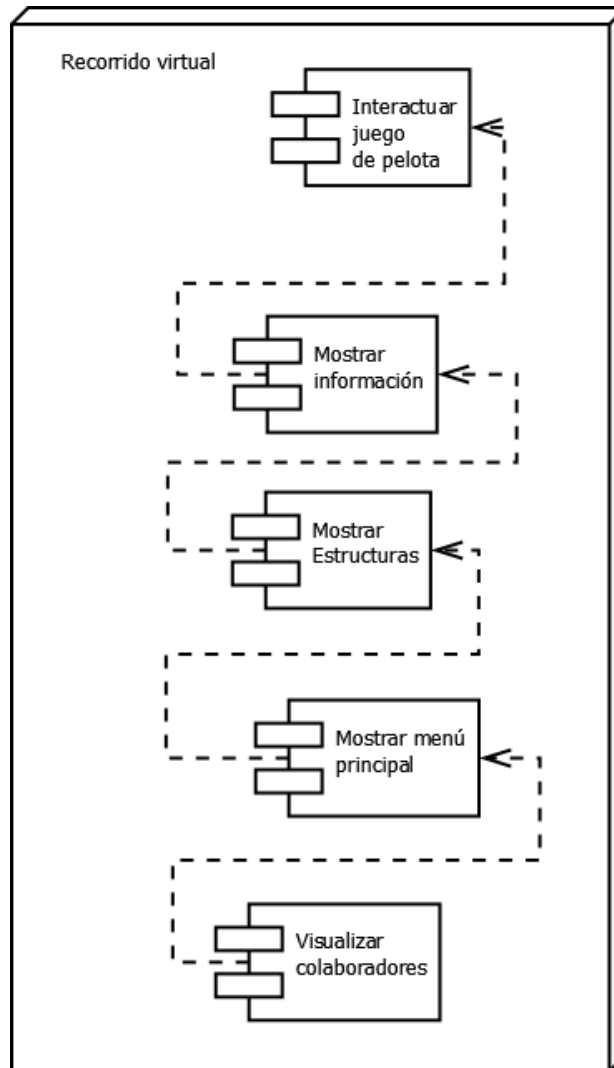 Recorrido virtual
Interactuar
juego
de pelota
Mostrar
información
Mostrar
Estructuras
Mostrar menú
principal
Visualizar
colaboradores